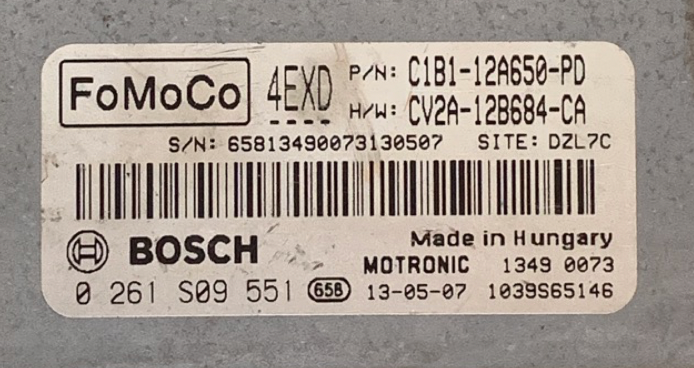 FoMoCo 4EXD P/N: C1B1-12A650-PD
H/W: CV2A-12B684-CA
S/N: 65813490073130507 SITE: DZL7C
BOSCH Made in Hungary
MOTRONIC 1349 0073
0 261 S09 551 658 13-05-07 1039S65146